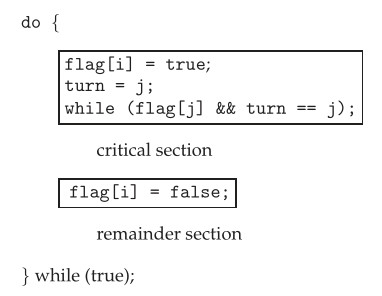 do {
flag[i] = true;
turn = j;
while (flag[j] && turn == j);
critical section
flag[i] = false;
remainder section
} while (true);